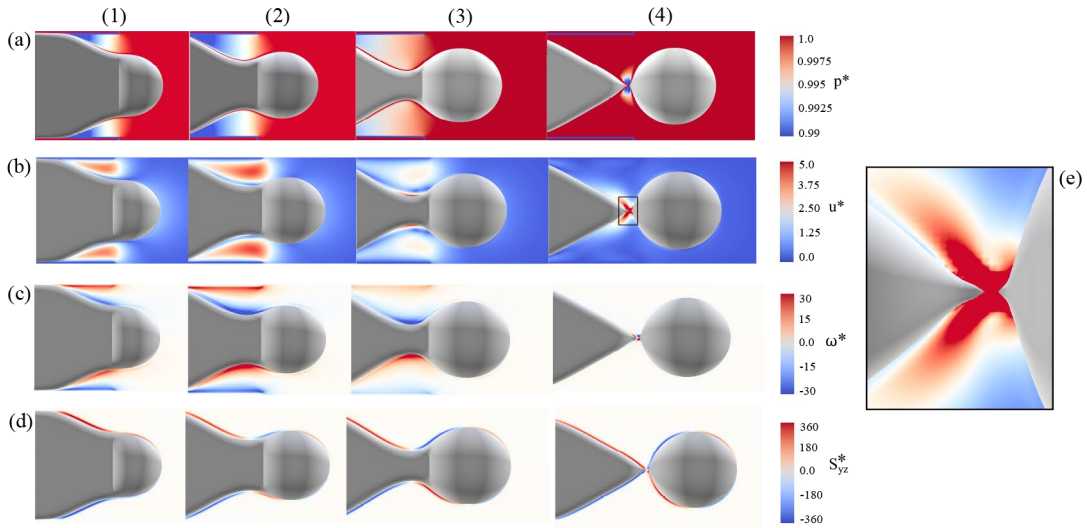 (1) (2) (3) (4)
(a)
1.0
0.9975
0.995 p*
0.9925
0.99
(b)
5.0
3.75
2.50 u*
1.25
0.0
(e)
(c)
30
15
0.0 ω*
-15
-30
(d)
360
180
0.0 S*yz
-180
-360